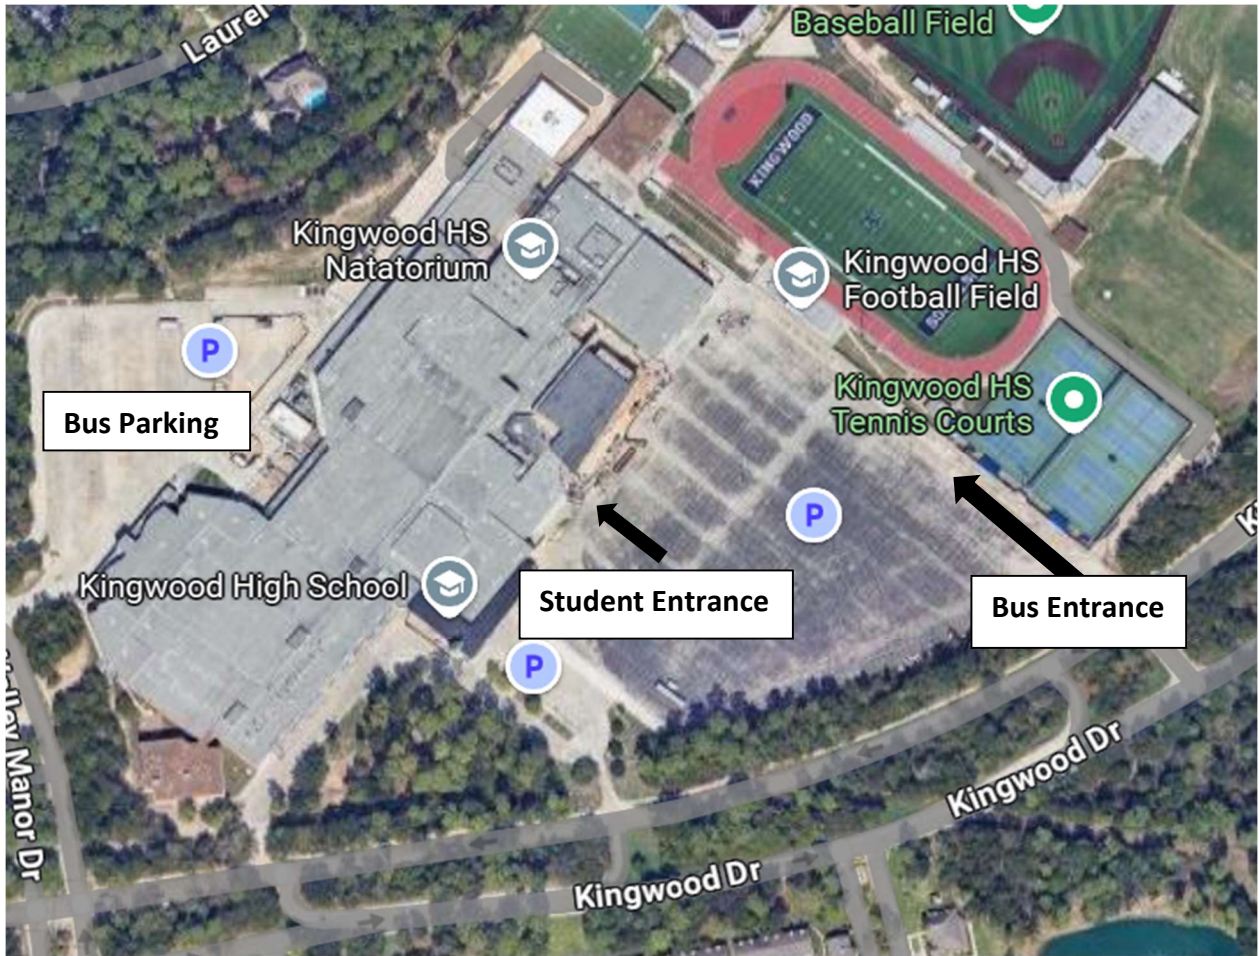 Laurel
Baseball Field
KINGWOOD
Kingwood HS
Natatorium
Kingwood HS
Football Field
P
Kingwood HS
Tennis Courts
Bus Parking
P
Kingwood High School
Student Entrance
Bus Entrance
P
Valley Manor Dr
Kingwood Dr
Kingwood Dr